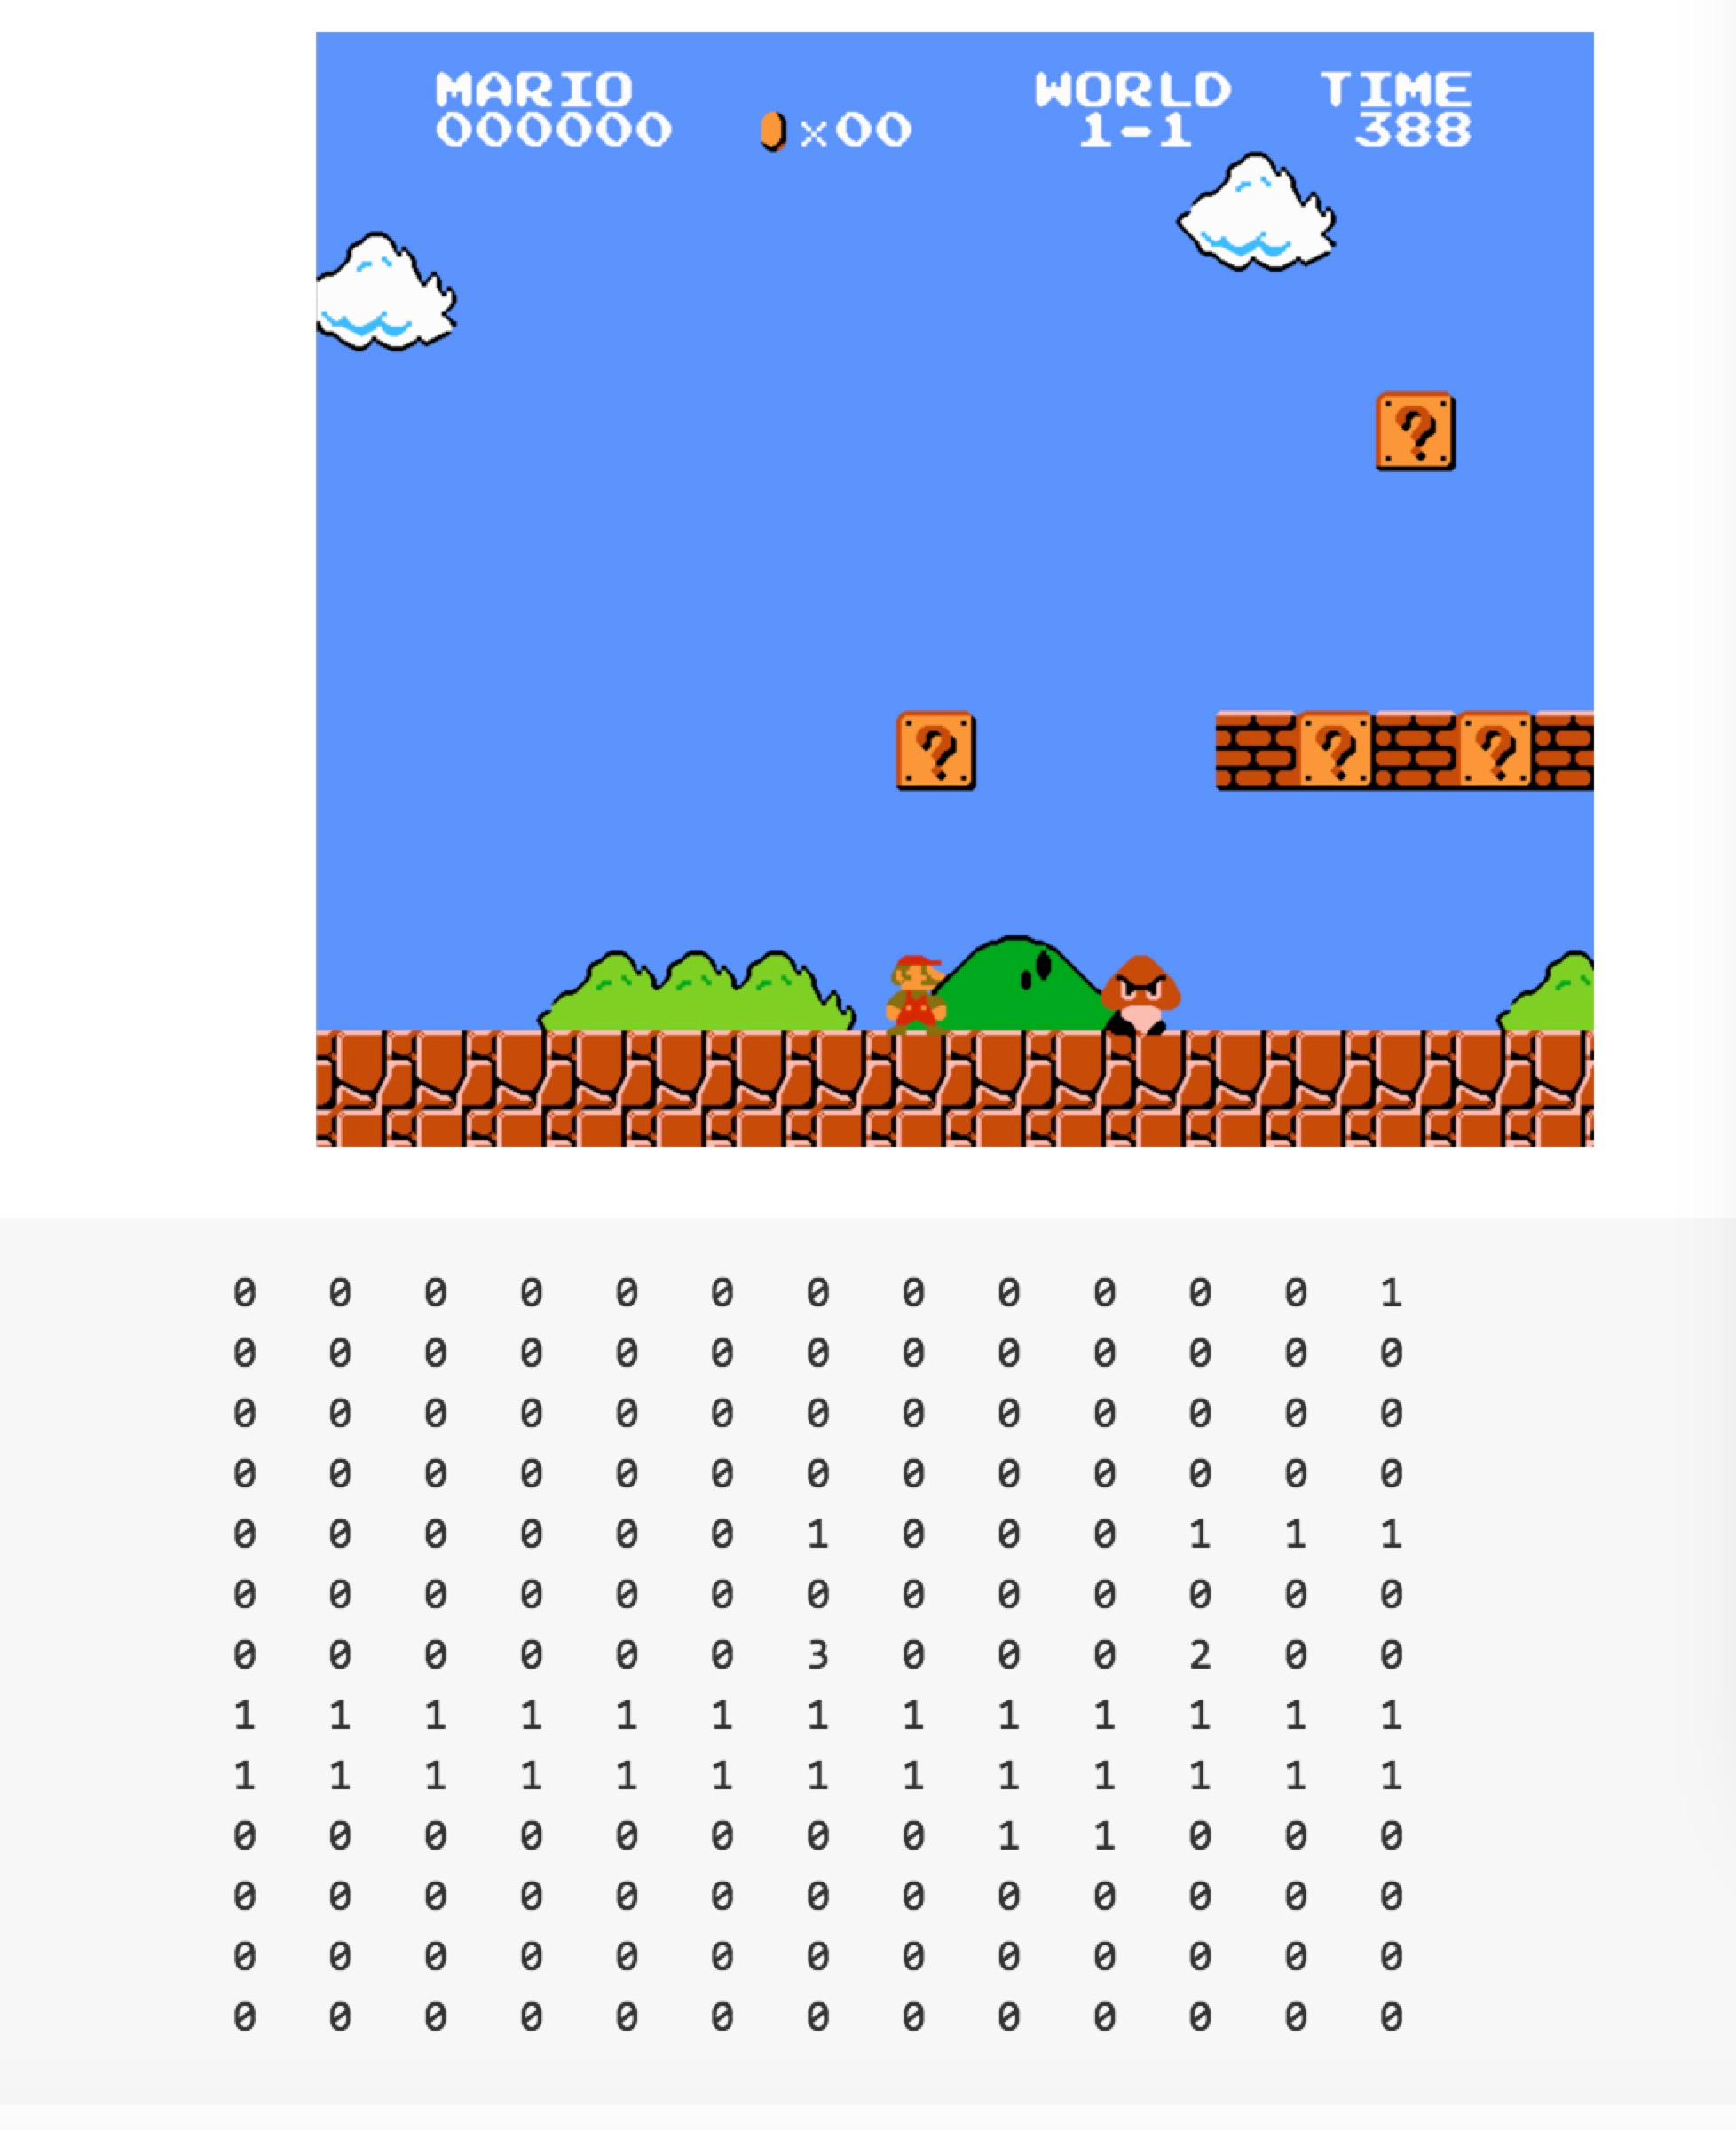 MARIO WORLD TIME
000000 x00 1-1 388
?
? ? ?
0 0 0 0 0 0 0 0 0 0 0 0 1
0 0 0 0 0 0 0 0 0 0 0 0 0
0 0 0 0 0 0 0 0 0 0 0 0 0
0 0 0 0 0 0 0 0 0 0 0 0 0
0 0 0 0 0 0 1 0 0 0 1 1 1
0 0 0 0 0 0 0 0 0 0 0 0 0
0 0 0 0 0 0 3 0 0 0 2 0 0
1 1 1 1 1 1 1 1 1 1 1 1 1
1 1 1 1 1 1 1 1 1 1 1 1 1
0 0 0 0 0 0 0 0 1 1 0 0 0
0 0 0 0 0 0 0 0 0 0 0 0 0
0 0 0 0 0 0 0 0 0 0 0 0 0
0 0 0 0 0 0 0 0 0 0 0 0 0